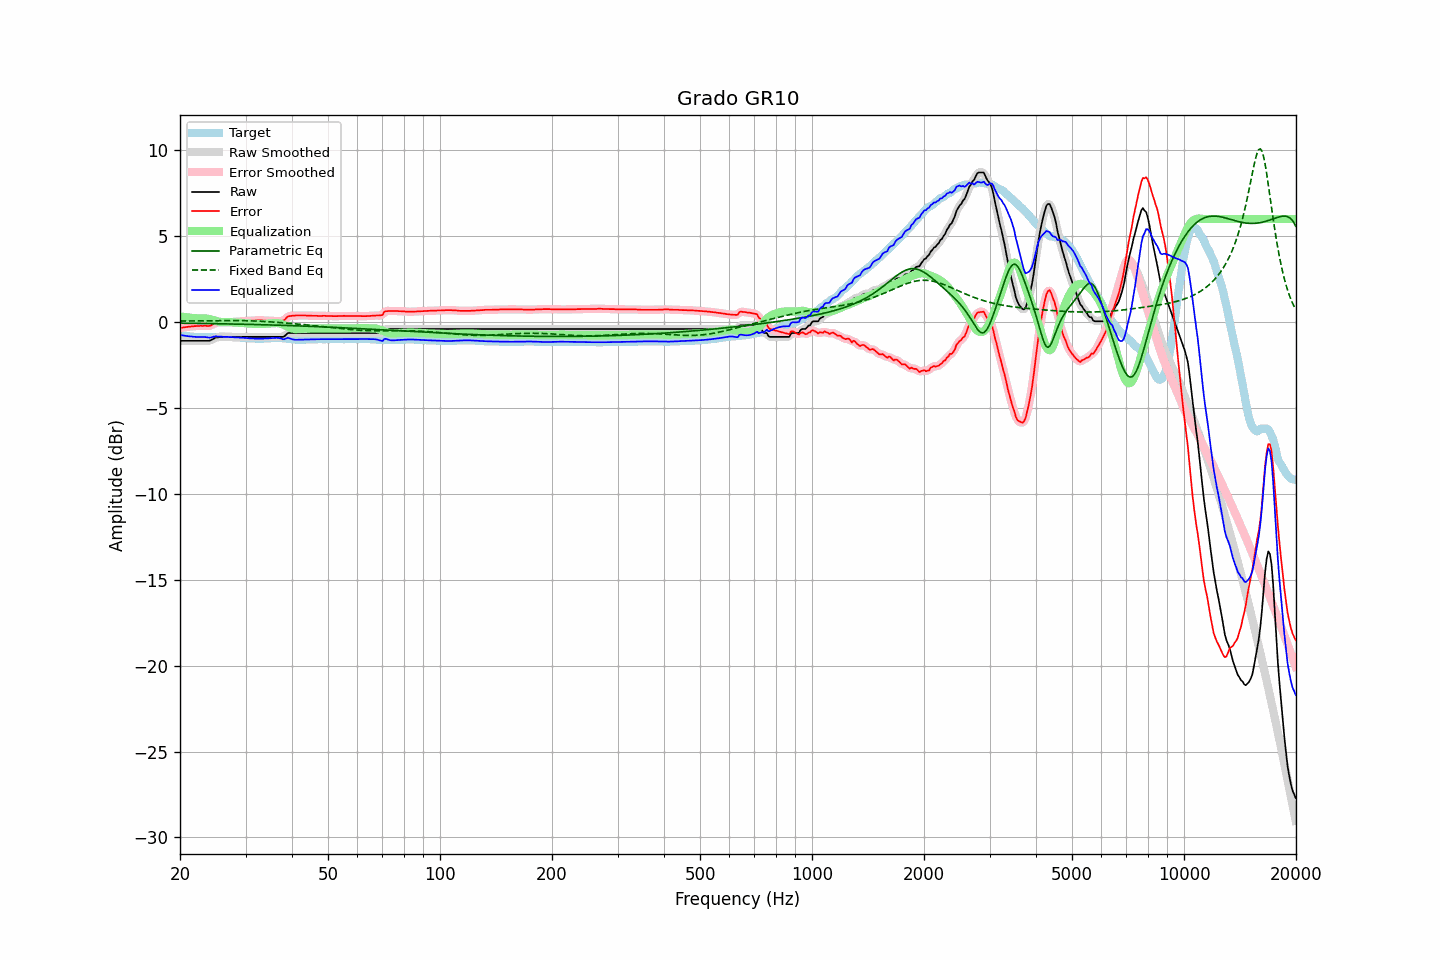 Grado GR10
Target
Raw Smoothed
Error Smoothed
Raw
Error
Equalization
Parametric Eq
Fixed Band Eq
Equalized
Amplitude (dBr)
10
5
0
−5
−10
−15
−20
−25
−30
20
50
100
200
500
1000
2000
5000
10000
20000
Frequency (Hz)